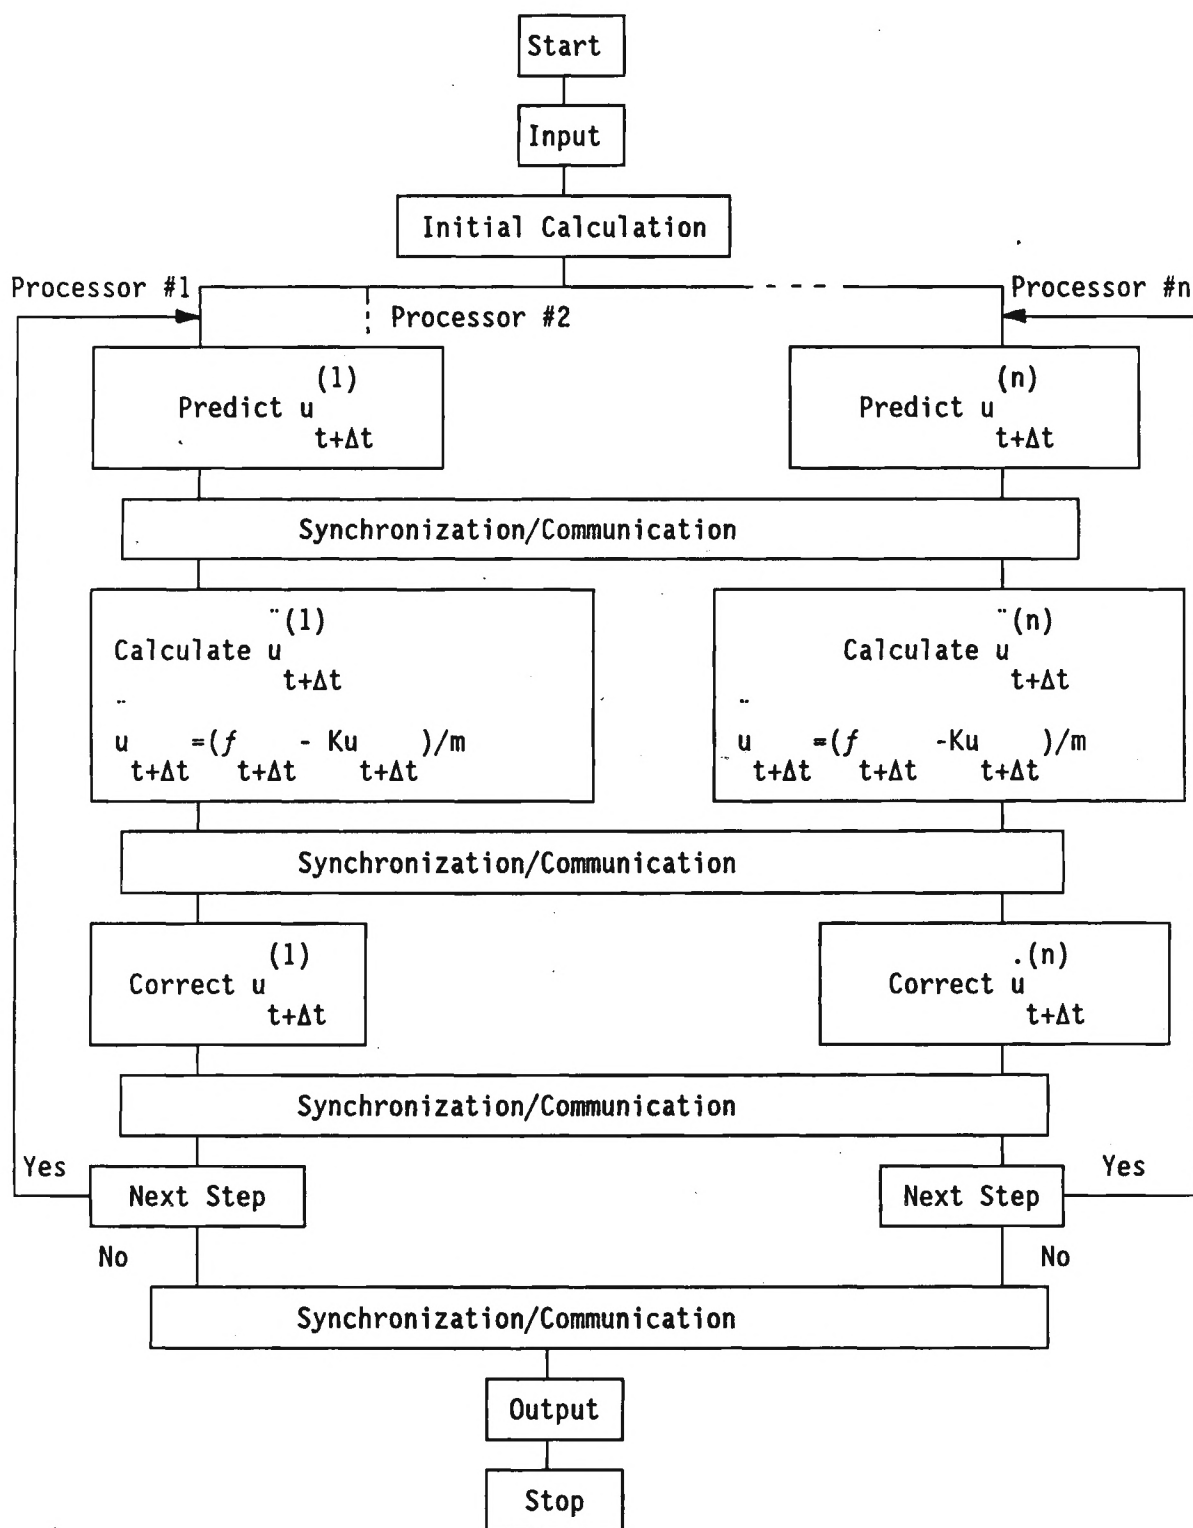 Start
Input
Initial Calculation
Processor #1
Processor #2
Processor #n
(1)
Predict u
t+Δt
(n)
Predict u
t+Δt
Synchronization/Communication
¨(1)
Calculate u
t+Δt
¨
u =(f - Ku )/m
t+Δt t+Δt t+Δt
¨(n)
Calculate u
t+Δt
¨
u =(f -Ku )/m
t+Δt t+Δt t+Δt
Synchronization/Communication
(1)
Correct u
t+Δt
.(n)
Correct u
t+Δt
Synchronization/Communication
Yes
Next Step
No
Next Step
Yes
No
Synchronization/Communication
Output
Stop